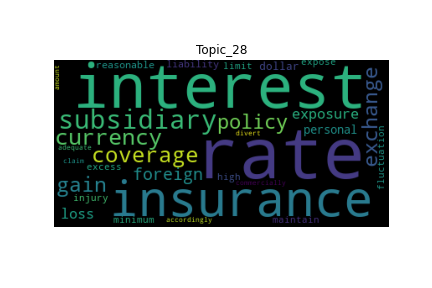 Topic_28
amount
reasonable
liability
limit
dollar
expose
interest
exchange
subsidiary
policy
exposure
currency
divert
personal
rate
adequate
coverage
claim
excess
foreign
high
commercially
fluctuation
gain
injury
insurance
loss
minimum
accordingly
maintain